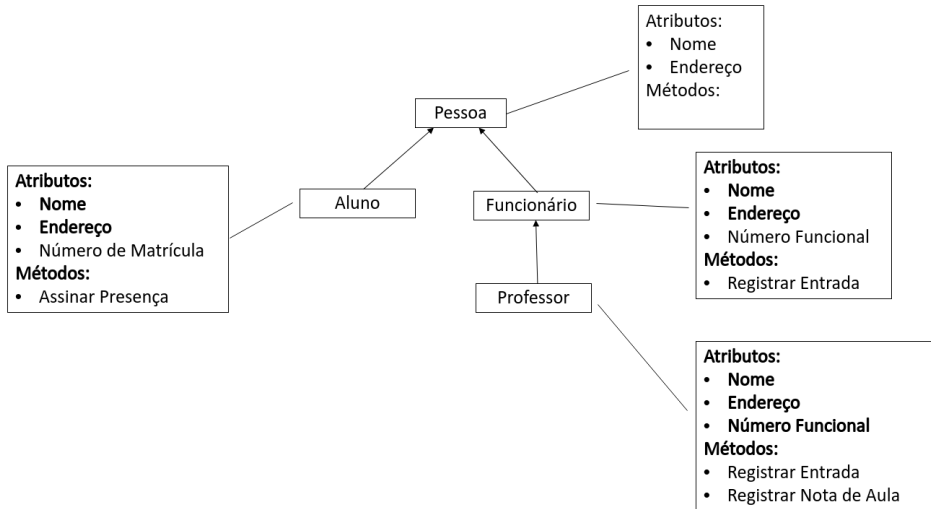 Atributos:
• Nome
• Endereço
Métodos:
Pessoa
Atributos:
• Nome
• Endereço
• Número de Matrícula
Métodos:
• Assinar Presença
Aluno
Funcionário
Atributos:
• Nome
• Endereço
• Número Funcional
Métodos:
• Registrar Entrada
Professor
Atributos:
• Nome
• Endereço
• Número Funcional
Métodos:
• Registrar Entrada
• Registrar Nota de Aula